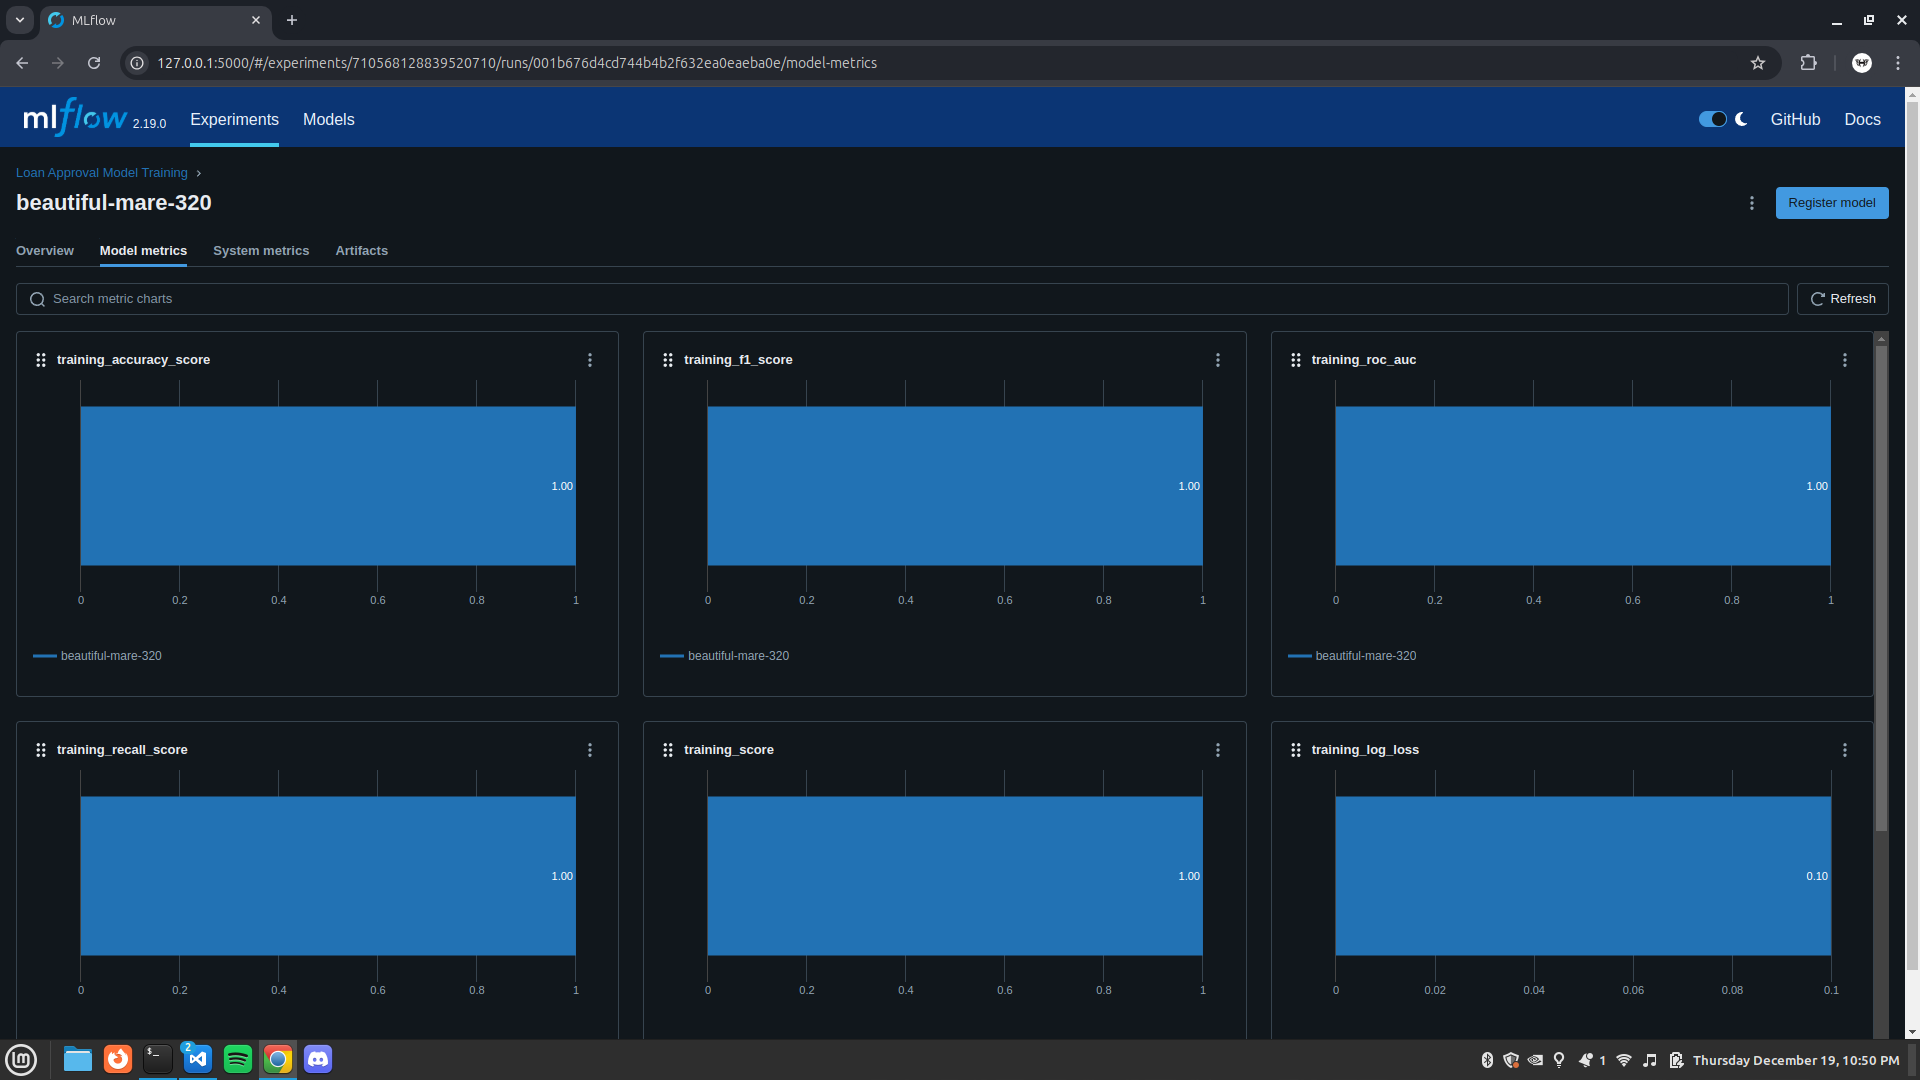 MLflow
127.0.0.1:5000/#/experiments/710568128839520710/runs/001b676d4cd744b4b2f632ea0eaeba0e/model-metrics
mlflow 2.19.0 Experiments Models GitHub Docs
Loan Approval Model Training
beautiful-mare-320
Register model
Overview Model metrics System metrics Artifacts
Search metric charts
Refresh
training_accuracy_score
1.00
0 0.2 0.4 0.6 0.8 1
beautiful-mare-320
training_f1_score
1.00
0 0.2 0.4 0.6 0.8 1
beautiful-mare-320
training_roc_auc
1.00
0 0.2 0.4 0.6 0.8 1
beautiful-mare-320
training_recall_score
1.00
0 0.2 0.4 0.6 0.8 1
training_score
1.00
0 0.2 0.4 0.6 0.8 1
training_log_loss
0.10
0 0.02 0.04 0.06 0.08 0.1
lm
$_
2
1
Thursday December 19, 10:50 PM